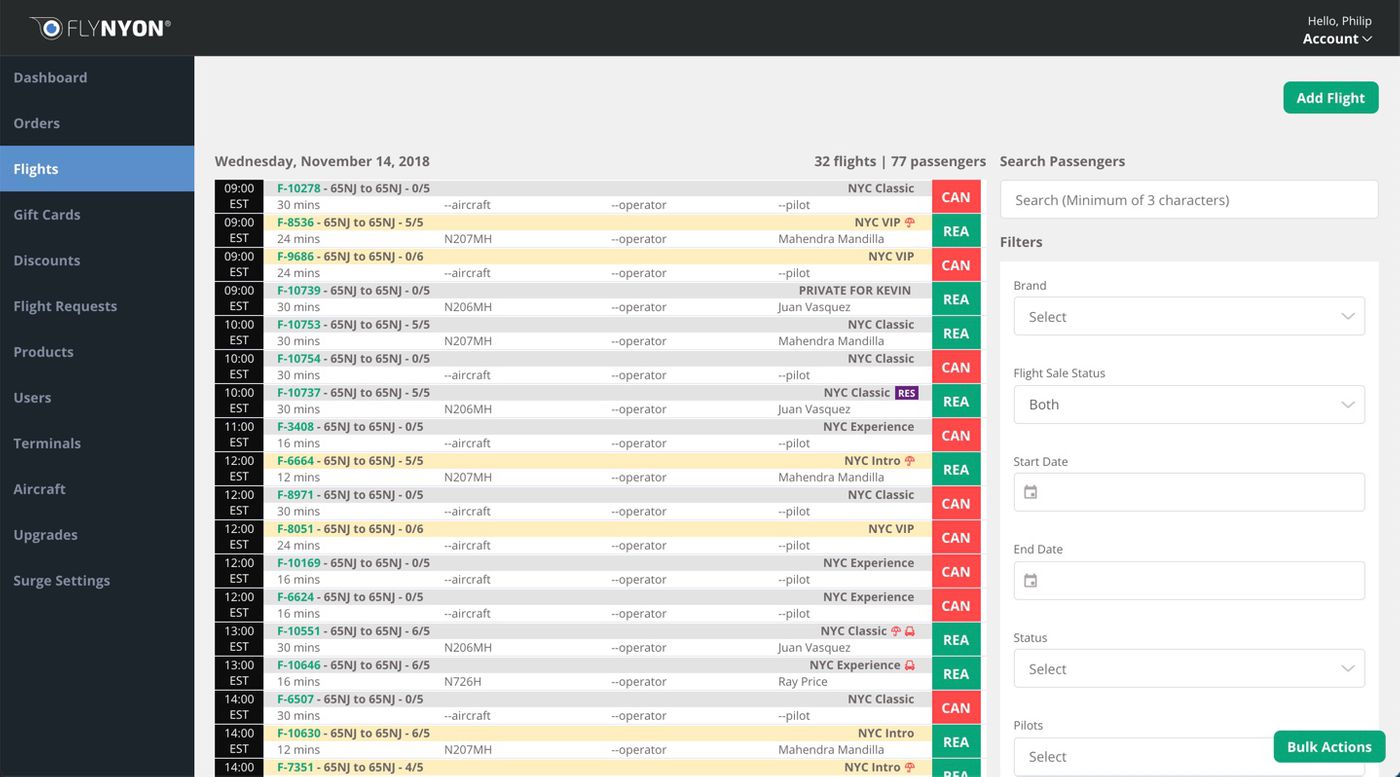 FLYNYON®
Hello, Philip
Account
Dashboard
Orders
Flights
Gift Cards
Discounts
Flight Requests
Products
Users
Terminals
Aircraft
Upgrades
Surge Settings
Add Flight
Wednesday, November 14, 2018 32 flights | 77 passengers
09:00 EST F-10278 - 65NJ to 65NJ - 0/5 NYC Classic CAN
30 mins --aircraft --operator --pilot
09:00 EST F-8536 - 65NJ to 65NJ - 5/5 NYC VIP REA
24 mins N207MH --operator Mahendra Mandilla
09:00 EST F-9686 - 65NJ to 65NJ - 0/6 NYC VIP CAN
24 mins --aircraft --operator --pilot
09:00 EST F-10739 - 65NJ to 65NJ - 0/5 PRIVATE FOR KEVIN REA
30 mins N206MH --operator Juan Vasquez
10:00 EST F-10753 - 65NJ to 65NJ - 5/5 NYC Classic REA
30 mins N207MH --operator Mahendra Mandilla
10:00 EST F-10754 - 65NJ to 65NJ - 0/5 NYC Classic CAN
30 mins --aircraft --operator --pilot
10:00 EST F-10737 - 65NJ to 65NJ - 5/5 NYC Classic RES REA
30 mins N206MH --operator Juan Vasquez
11:00 EST F-3408 - 65NJ to 65NJ - 0/5 NYC Experience CAN
16 mins --aircraft --operator --pilot
12:00 EST F-6664 - 65NJ to 65NJ - 5/5 NYC Intro REA
12 mins N207MH --operator Mahendra Mandilla
12:00 EST F-8971 - 65NJ to 65NJ - 0/5 NYC Classic CAN
30 mins --aircraft --operator --pilot
12:00 EST F-8051 - 65NJ to 65NJ - 0/6 NYC VIP CAN
24 mins --aircraft --operator --pilot
12:00 EST F-10169 - 65NJ to 65NJ - 0/5 NYC Experience CAN
16 mins --aircraft --operator --pilot
12:00 EST F-6624 - 65NJ to 65NJ - 0/5 NYC Experience CAN
16 mins --aircraft --operator --pilot
13:00 EST F-10551 - 65NJ to 65NJ - 6/5 NYC Classic REA
30 mins N206MH --operator Juan Vasquez
13:00 EST F-10646 - 65NJ to 65NJ - 6/5 NYC Experience REA
16 mins N726H --operator Ray Price
14:00 EST F-6507 - 65NJ to 65NJ - 0/5 NYC Classic CAN
30 mins --aircraft --operator --pilot
14:00 EST F-10630 - 65NJ to 65NJ - 6/5 NYC Intro REA
12 mins N207MH --operator Mahendra Mandilla
14:00 F-7351 - 65NJ to 65NJ - 4/5 NYC Intro REA
Search Passengers
Search (Minimum of 3 characters)
Filters
Brand
Select
Flight Sale Status
Both
Start Date
End Date
Status
Select
Pilots
Select
Bulk Actions